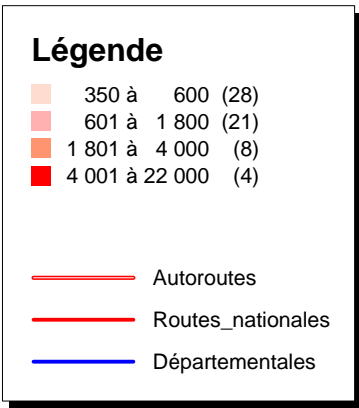 Légende
350 à 600 (28)
601 à 1 800 (21)
1 801 à 4 000 (8)
4 001 à 22 000 (4)
Autoroutes
Routes_nationales
Départementales